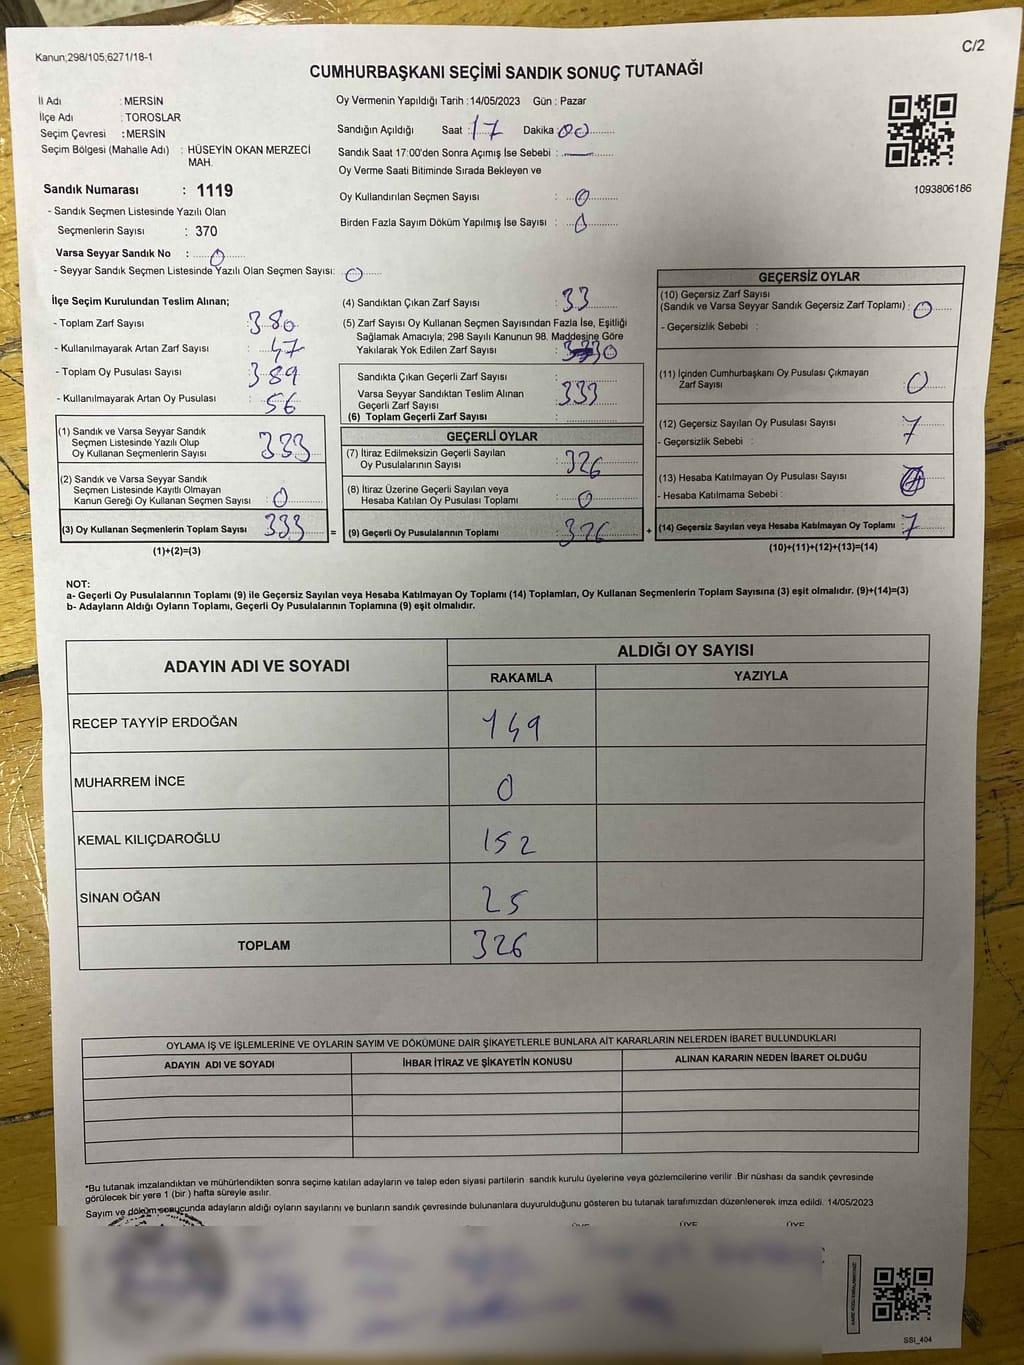 Kanun;298/105;6271/18-1
C/2
CUMHURBAŞKANI SEÇİMİ SANDIK SONUÇ TUTANAĞI
İl Adı : MERSİN
İlçe Adı : TOROSLAR
Seçim Çevresi : MERSİN
Seçim Bölgesi (Mahalle Adı) : HÜSEYİN OKAN MERZECİ MAH.
Sandık Numarası : 1119
- Sandık Seçmen Listesinde Yazılı Olan
Seçmenlerin Sayısı : 370
Varsa Seyyar Sandık No : 0
- Seyyar Sandık Seçmen Listesinde Yazılı Olan Seçmen Sayısı: 0
Oy Vermenin Yapıldığı Tarih : 14/05/2023 Gün : Pazar
Sandığın Açıldığı Saat : 17 Dakika : 00
Sandık Saat 17:00'den Sonra Açımış İse Sebebi : —
Oy Verme Saati Bitiminde Sırada Bekleyen ve
Oy Kullandırılan Seçmen Sayısı : 0
Birden Fazla Sayım Döküm Yapılmış İse Sayısı : 0
1093806186
İlçe Seçim Kurulundan Teslim Alınan;
- Toplam Zarf Sayısı : 380
- Kullanılmayarak Artan Zarf Sayısı : 47
- Toplam Oy Pusulası Sayısı : 389
- Kullanılmayarak Artan Oy Pusulası : 56
(1) Sandık ve Varsa Seyyar Sandık
Seçmen Listesinde Yazılı Olup
Oy Kullanan Seçmenlerin Sayısı : 333
(2) Sandık ve Varsa Seyyar Sandık
Seçmen Listesinde Kayıtlı Olmayan
Kanun Gereği Oy Kullanan Seçmen Sayısı : 0
(3) Oy Kullanan Seçmenlerin Toplam Sayısı 333 =
(1)+(2)=(3)
(4) Sandıktan Çıkan Zarf Sayısı : 33
(5) Zarf Sayısı Oy Kullanan Seçmen Sayısından Fazla İse, Eşitliği
Sağlamak Amacıyla; 298 Sayılı Kanunun 98. Maddesine Göre
Yakılarak Yok Edilen Zarf Sayısı : 0
Sandıkta Çıkan Geçerli Zarf Sayısı
Varsa Seyyar Sandıktan Teslim Alınan : 333
Geçerli Zarf Sayısı
(6) Toplam Geçerli Zarf Sayısı :
GEÇERLİ OYLAR
(7) İtiraz Edilmeksizin Geçerli Sayılan
Oy Pusulalarının Sayısı : 326
(8) İtiraz Üzerine Geçerli Sayılan veya
Hesaba Katılan Oy Pusulası Toplamı : 0
(9) Geçerli Oy Pusulalarının Toplamı : 326 +
GEÇERSİZ OYLAR
(10) Geçersiz Zarf Sayısı
(Sandık ve Varsa Seyyar Sandık Geçersiz Zarf Toplamı) : 0
- Geçersizlik Sebebi :
(11) İçinden Cumhurbaşkanı Oy Pusulası Çıkmayan
Zarf Sayısı : 0
(12) Geçersiz Sayılan Oy Pusulası Sayısı : 7
- Geçersizlik Sebebi :
(13) Hesaba Katılmayan Oy Pusulası Sayısı :
- Hesaba Katılmama Sebebi :
(14) Geçersiz Sayılan veya Hesaba Katılmayan Oy Toplamı : 7
(10)+(11)+(12)+(13)=(14)
NOT:
a- Geçerli Oy Pusulalarının Toplamı (9) ile Geçersiz Sayılan veya Hesaba Katılmayan Oy Toplamı (14) Toplamları, Oy Kullanan Seçmenlerin Toplam Sayısına (3) eşit olmalıdır. (9)+(14)=(3)
b- Adayların Aldığı Oyların Toplamı, Geçerli Oy Pusulalarının Toplamına (9) eşit olmalıdır.
ADAYIN ADI VE SOYADI ALDIĞI OY SAYISI
RAKAMLA YAZIYLA
RECEP TAYYİP ERDOĞAN 149
MUHARREM İNCE 0
KEMAL KILIÇDAROĞLU 152
SİNAN OĞAN 25
TOPLAM 326
OYLAMA İŞ VE İŞLEMLERİNE VE OYLARIN SAYIM VE DÖKÜMÜNE DAİR ŞİKAYETLERLE BUNLARA AİT KARARLARIN NELERDEN İBARET BULUNDUKLARI
ADAYIN ADI VE SOYADI İHBAR İTİRAZ VE ŞİKAYETİN KONUSU ALINAN KARARIN NEDEN İBARET OLDUĞU
*Bu tutanak imzalandıktan ve mühürlendikten sonra seçime katılan adayların ve talep eden siyasi partilerin sandık kurulu üyelerine veya gözlemcilerine verilir .Bir nüshası da sandık çevresinde
görülecek bir yere 1 (bir ) hafta süreyle asılır.
Sayım ve döküm sonucunda adayların aldığı oyların sayılarını ve bunların sandık çevresinde bulunanlara duyurulduğunu gösteren bu tutanak tarafımızdan düzenlenerek imza edildi. 14/05/2023
ÜYE ÜYE ÜYE
SSI_404